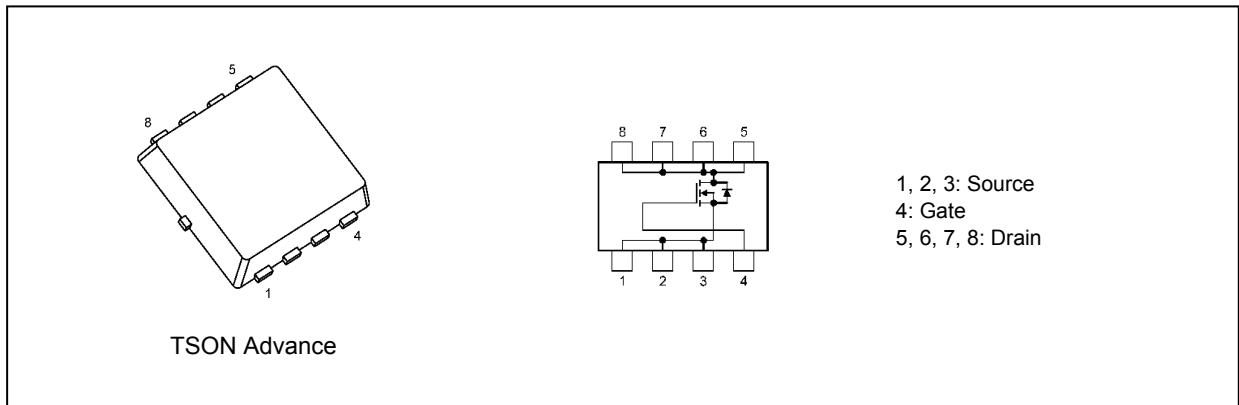 5
8
4
1
TSON Advance
8 7 6 5
1 2 3 4
1, 2, 3: Source
4: Gate
5, 6, 7, 8: Drain